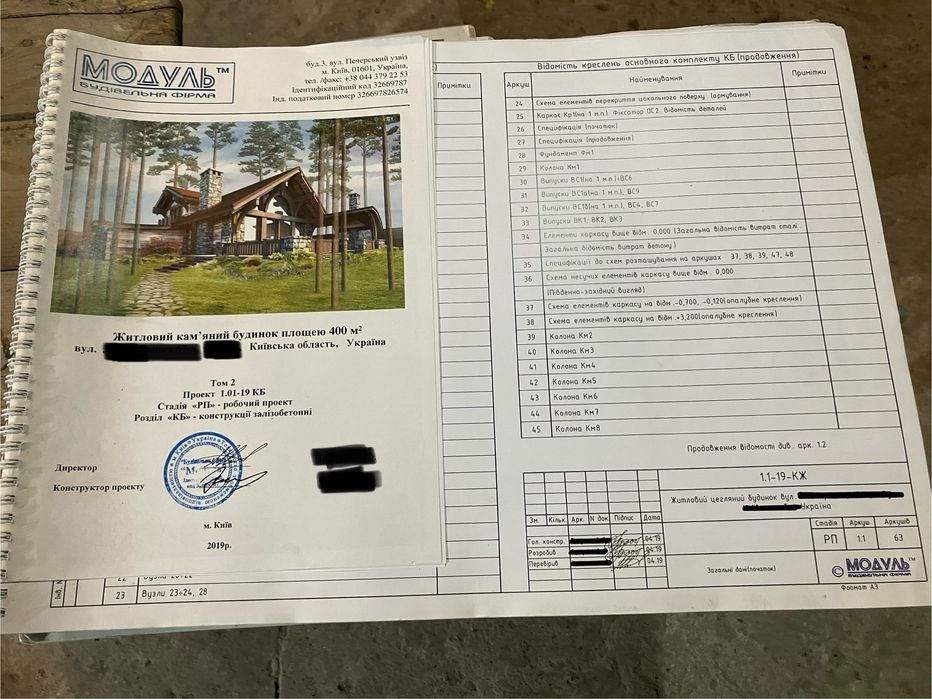 МОДУЛЬ™
БУДІВЕЛЬНА ФІРМА
буд.3, вул. Печерський узвіз
м. Київ, 01601, Україна,
тел. /факс: +38 044 379 22 53
Ідентифікаційний код 32669787
Інд. податковий номер 326697826574
Житловий кам’яний будинок площею 400 м²
вул. Київська область, Україна
Том 2
Проект 1.01-19 КБ
Стадія «РП» - робочий проект
Розділ «КБ» - конструкції залізобетонні
Директор
Конструктор проекту
м. Київ
2019р.
Примітки
23 Вузли 23÷24, 28
Відомість креслень основного комплекту КБ (продовження)
Аркуш Найменування Примітки
24 Схема елементів перекриття цокольного поверху (армування)
25 Каркас Кр1(на 1 м.п.). Фіксатор ОС2. Відомість деталей
26 Специфікація (початок)
27 Специфікація (продовження)
28 Фундамент Фм1
29 Колона Км1
30 Випуски ВС1(на 1 м.п.)÷ВС6
31 Випуски ВС1а(на 1 м.п.), ВС9
32 Випуски ВС1б(на 1 м.п.), ВС4, ВС7
33 Випуски ВК1, ВК2, ВК3
34 Елементи каркасу вище відм. 0.000 (Загальна відомість витрат сталі.
Загальна відомість витрат бетону)
35 Специфікації до схем розташування на аркушах 37, 38, 39, 47, 48
36 Схема несучих елементів каркасу вище відм. 0,000
(Південно-західний вигляд)
37 Схема елементів каркасу на відм.-0,700, -0,120(опалубне креслення)
38 Схема елементів каркасу на відм.+3,200(опалубне креслення)
39 Колона Км2
40 Колона Км3
41 Колона Км4
42 Колона Км5
43 Колона Км6
44 Колона Км7
45 Колона Км8
Продовження відомості див. арк. 1.2
1.1-19-КЖ
Житловий цегляний будинок вул.
Україна
Зм. Кільк. Арк. N док Підпис Дата
Гол. констр. 04.19
Розробив 04.19
Перевірив 04.19
Стадія Аркуш Аркушів
РП 1.1 63
Загальні дані(початок)
© МОДУЛЬ™
БУДІВЕЛЬНА ФІРМА
Формат А3